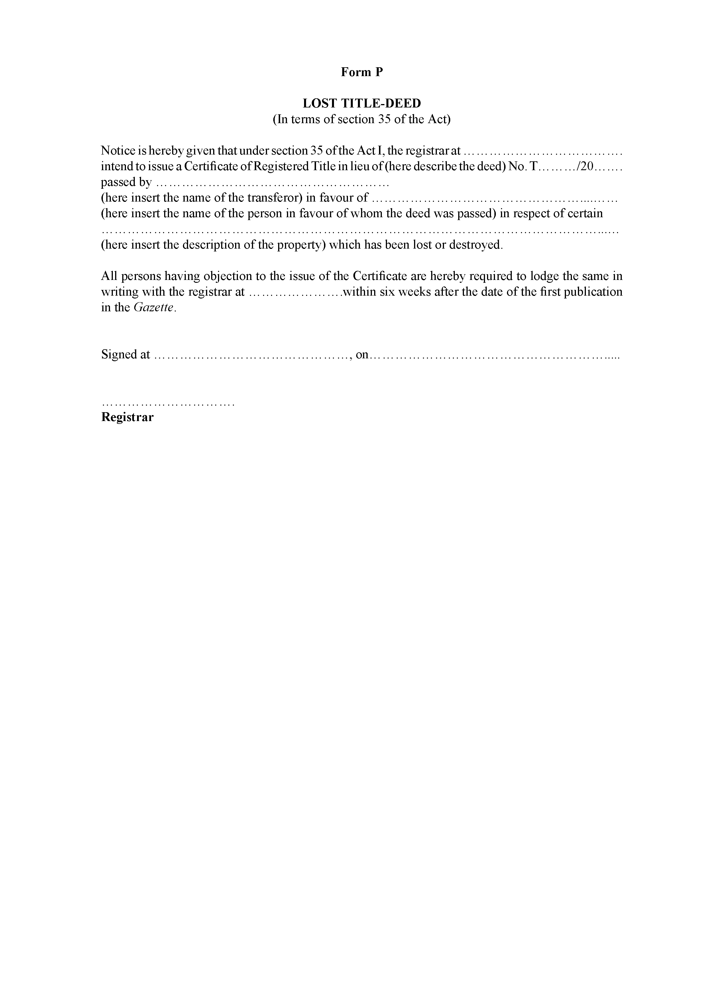 Form P
LOST TITLE-DEED
(In terms of section 35 of the Act)
Notice is hereby given that under section 35 of the Act I, the registrar at ……………………………….
intend to issue a Certificate of Registered Title in lieu of (here describe the deed) No. T………/20…….
passed by ………………………………………………
(here insert the name of the transferor) in favour of …………………………………………...……
(here insert the name of the person in favour of whom the deed was passed) in respect of certain
……………………………………………………………………………………………………...…
(here insert the description of the property) which has been lost or destroyed.
All persons having objection to the issue of the Certificate are hereby required to lodge the same in
writing with the registrar at ………………….within six weeks after the date of the first publication
in the Gazette.
Signed at ………………………………………, on……………………………………………….....
………………………….
Registrar